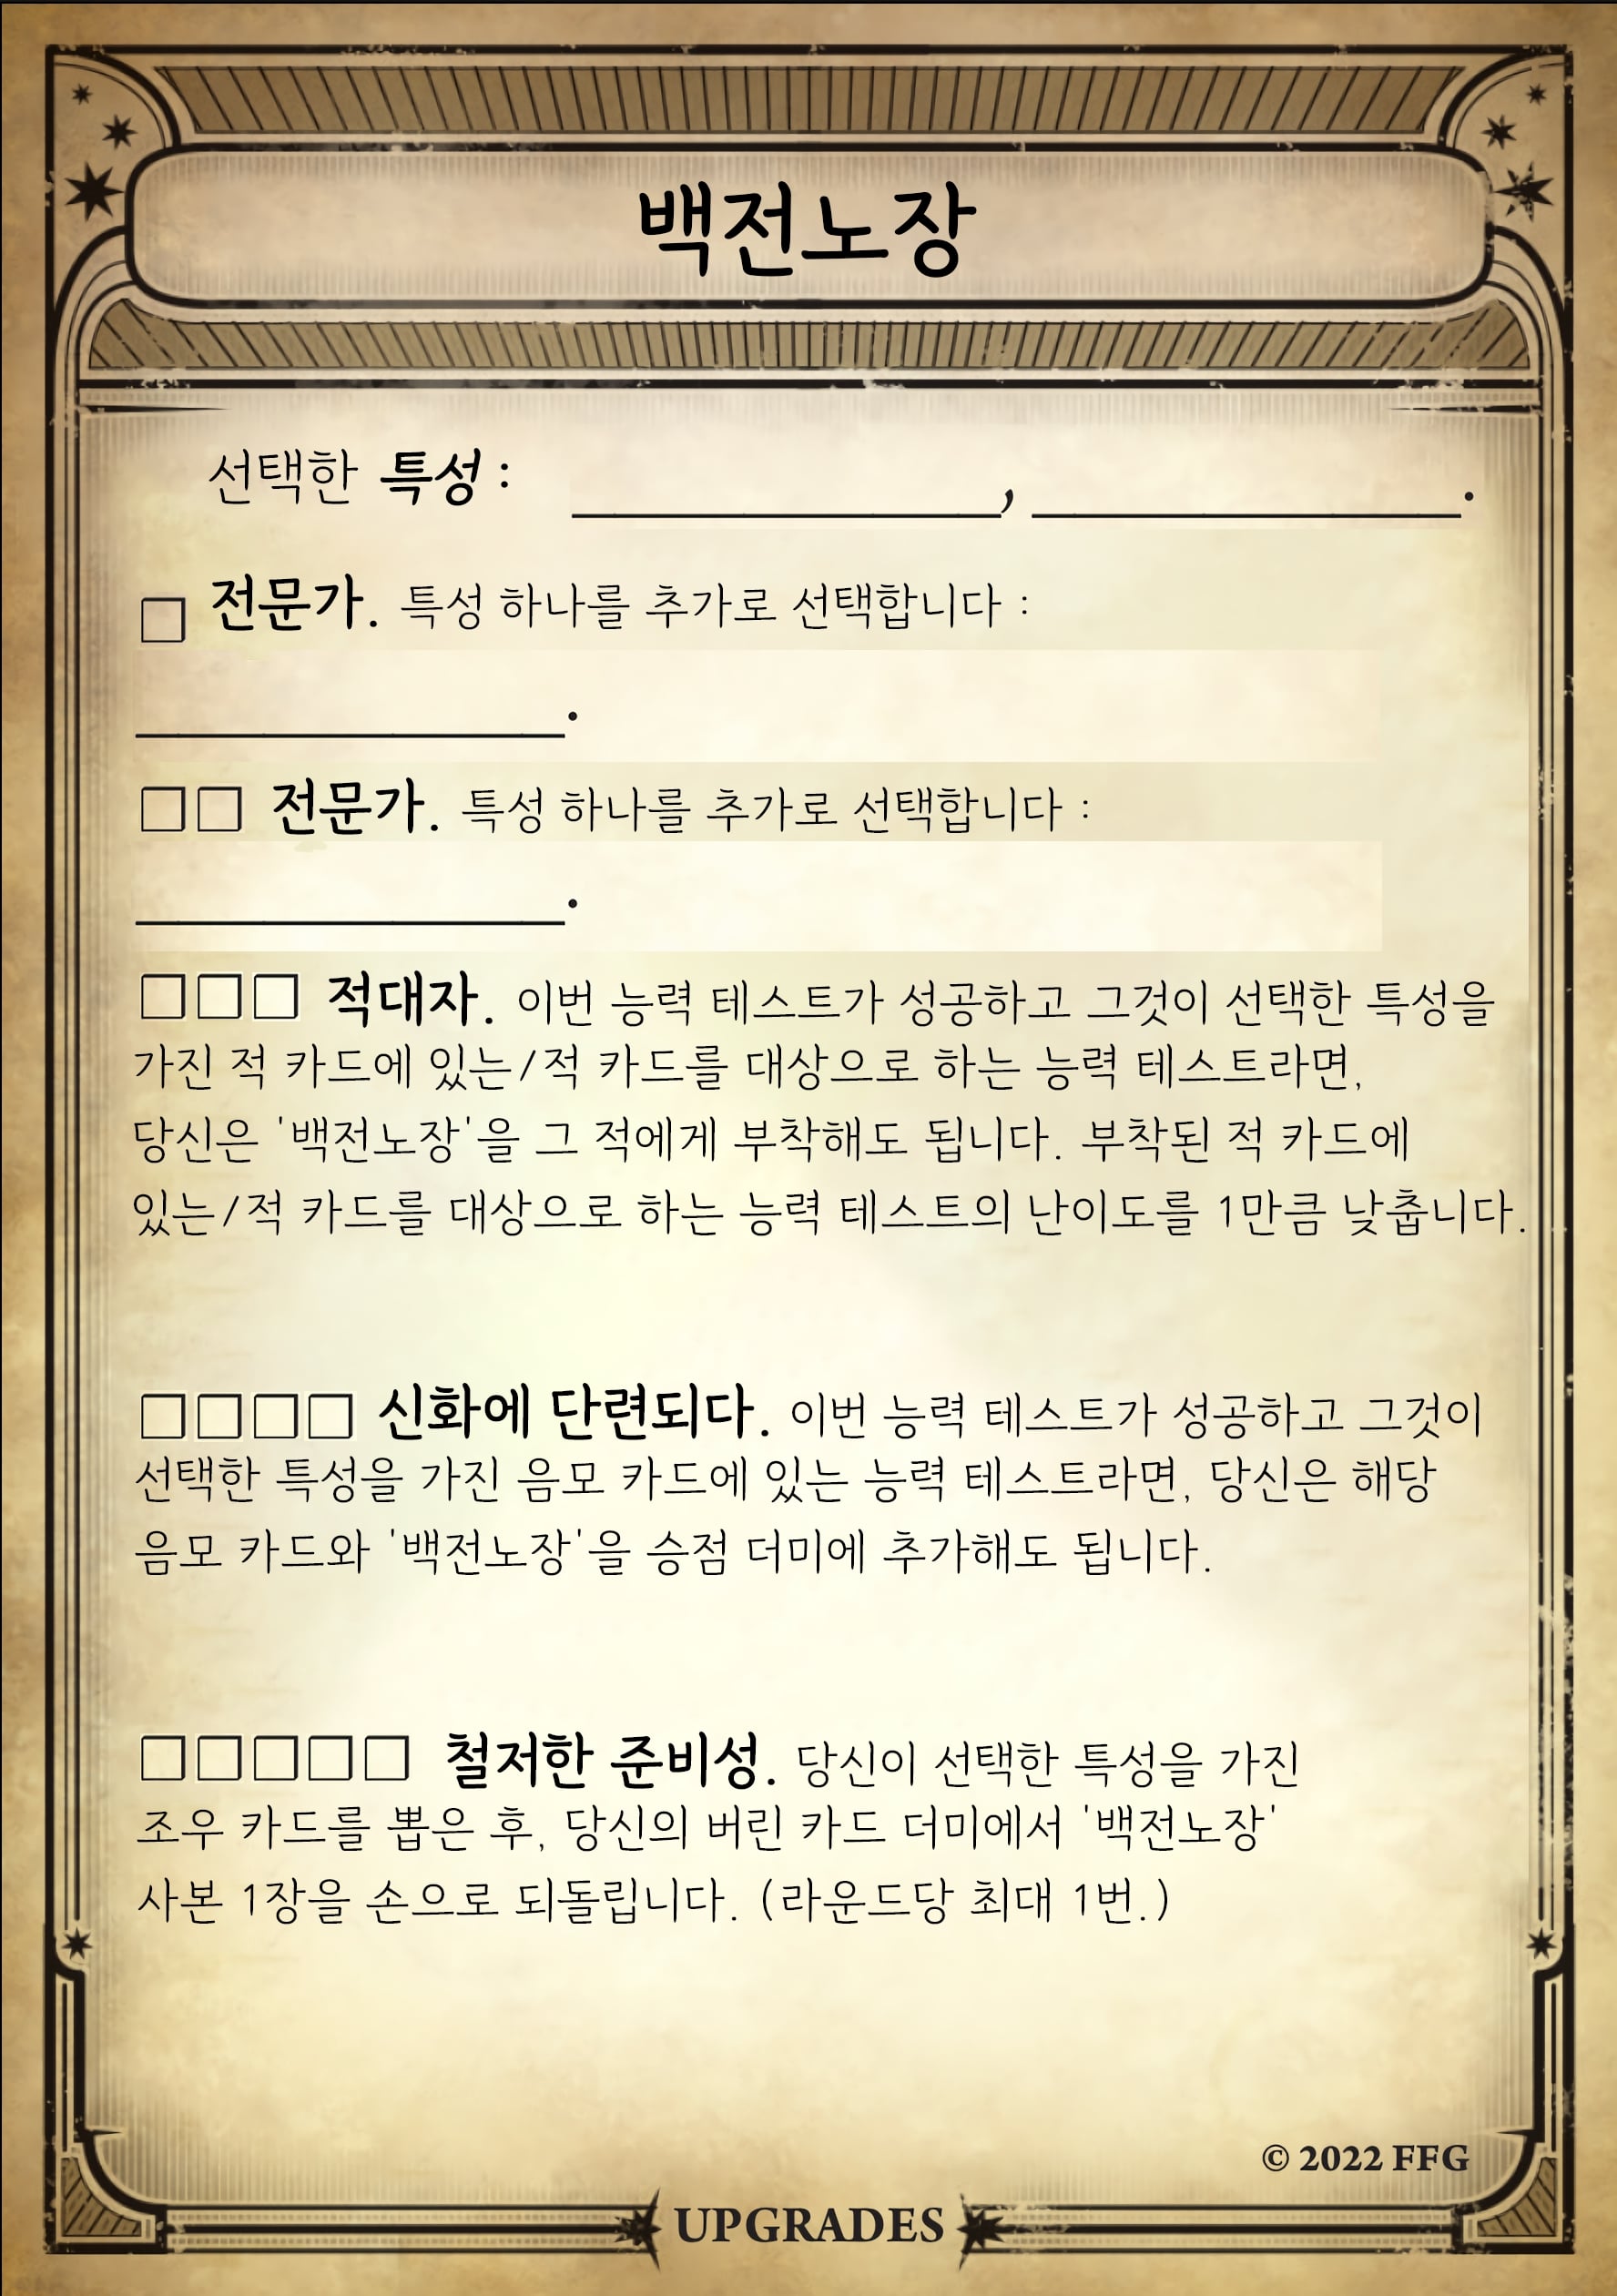 백전노장
선택한 특성 : ____________, ____________.
□ 전문가. 특성 하나를 추가로 선택합니다 :
____________.
□□ 전문가. 특성 하나를 추가로 선택합니다 :
____________.
□□□ 적대자. 이번 능력 테스트가 성공하고 그것이 선택한 특성을
가진 적 카드에 있는/적 카드를 대상으로 하는 능력 테스트라면,
당신은 '백전노장'을 그 적에게 부착해도 됩니다. 부착된 적 카드에
있는/적 카드를 대상으로 하는 능력 테스트의 난이도를 1만큼 낮춥니다.
□□□□ 신화에 단련되다. 이번 능력 테스트가 성공하고 그것이
선택한 특성을 가진 음모 카드에 있는 능력 테스트라면, 당신은 해당
음모 카드와 '백전노장'을 승점 더미에 추가해도 됩니다.
□□□□□ 철저한 준비성. 당신이 선택한 특성을 가진
조우 카드를 뽑은 후, 당신의 버린 카드 더미에서 '백전노장'
사본 1장을 손으로 되돌립니다. (라운드당 최대 1번.)
© 2022 FFG
UPGRADES